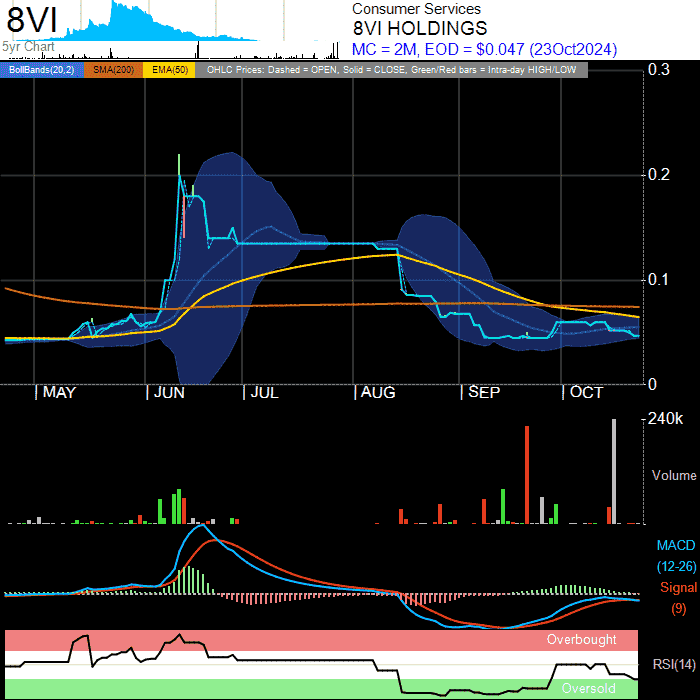 8VI
Consumer Services
8VI HOLDINGS
5yr Chart
MC = 2M, EOD = $0.047 (23Oct2024)
BollBands(20,2) SMA(200) EMA(50) OHLC Prices: Dashed = OPEN, Solid = CLOSE, Green/Red bars = Intra-day HIGH/LOW
0.3
0.2
0.1
0
| MAY | JUN | JUL | AUG | SEP | OCT
240k
Volume
MACD
(12-26)
Signal
(9)
Overbought
RSI(14)
Oversold